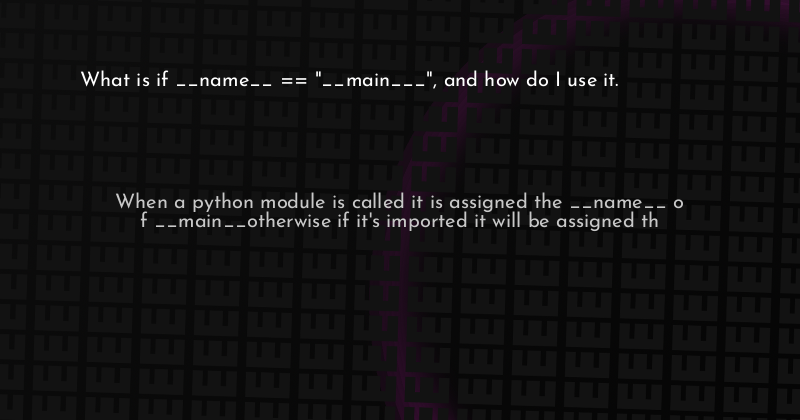 What is if __name__ == "__main___", and how do I use it.
When a python module is called it is assigned the __name__ o
f __main__otherwise if it's imported it will be assigned th